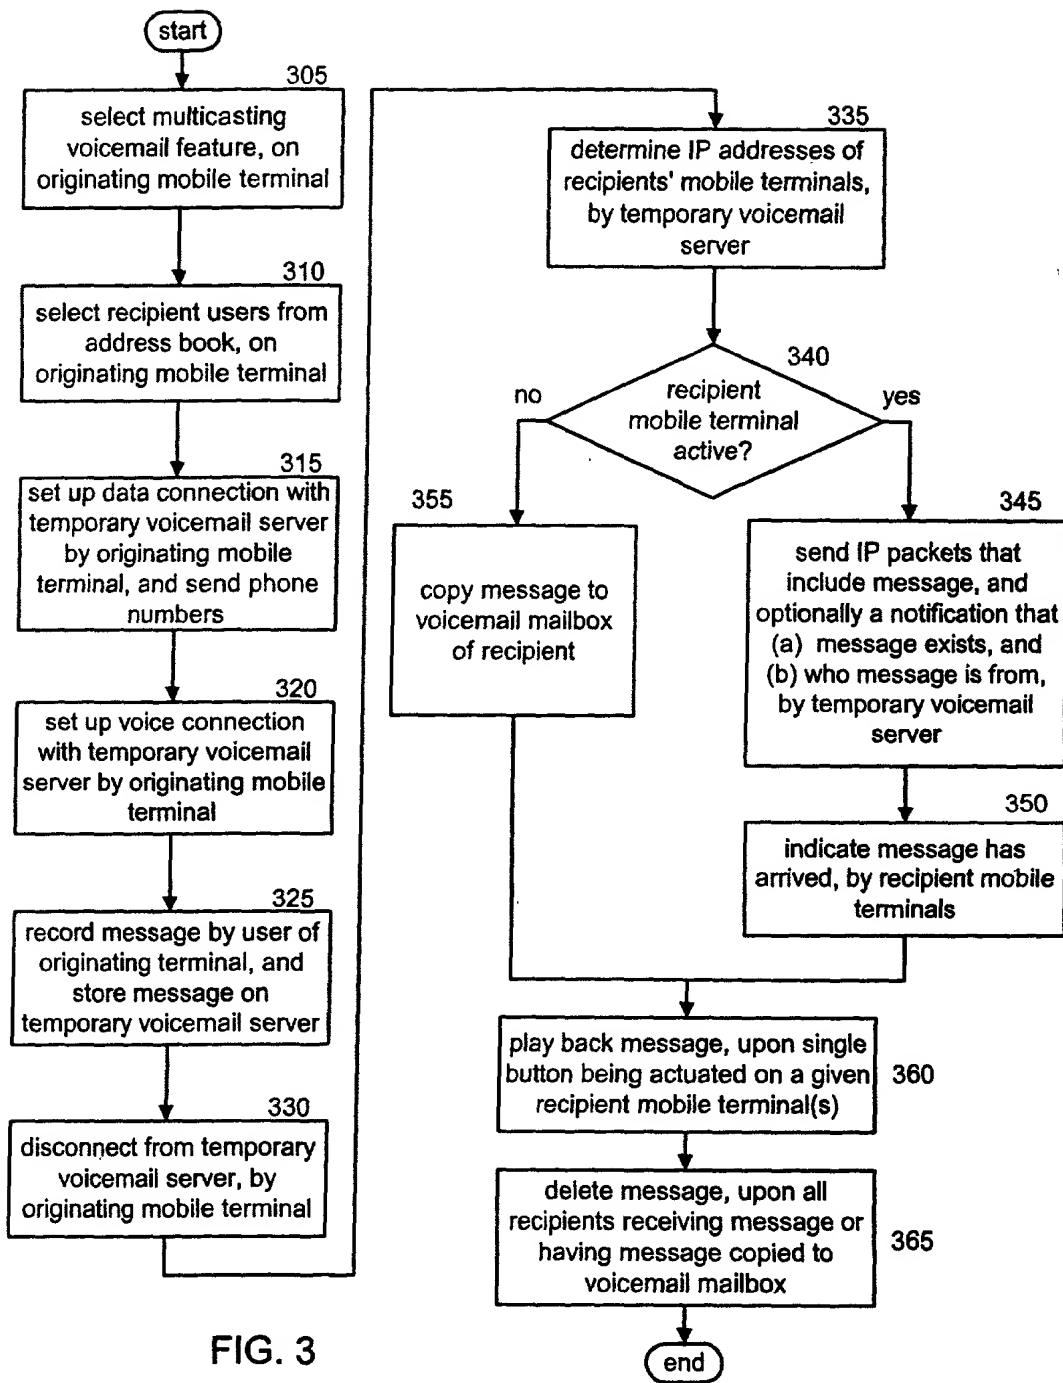 start
305
select multicasting
voicemail feature, on
originating mobile terminal
310
select recipient users from
address book, on
originating mobile terminal
315
set up data connection with
temporary voicemail server
by originating mobile
terminal, and send phone
numbers
320
set up voice connection
with temporary voicemail
server by originating mobile
terminal
325
record message by user of
originating terminal, and
store message on
temporary voicemail server
330
disconnect from temporary
voicemail server, by
originating mobile terminal
335
determine IP addresses of
recipients' mobile terminals,
by temporary voicemail
server
340
recipient
mobile terminal
active?
no
yes
355
copy message to
voicemail mailbox
of recipient
345
send IP packets that
include message, and
optionally a notification that
(a) message exists, and
(b) who message is from,
by temporary voicemail
server
350
indicate message has
arrived, by recipient mobile
terminals
play back message, upon single
button being actuated on a given
recipient mobile terminal(s)
360
delete message, upon all
recipients receiving message or
having message copied to
voicemail mailbox
365
end
FIG. 3